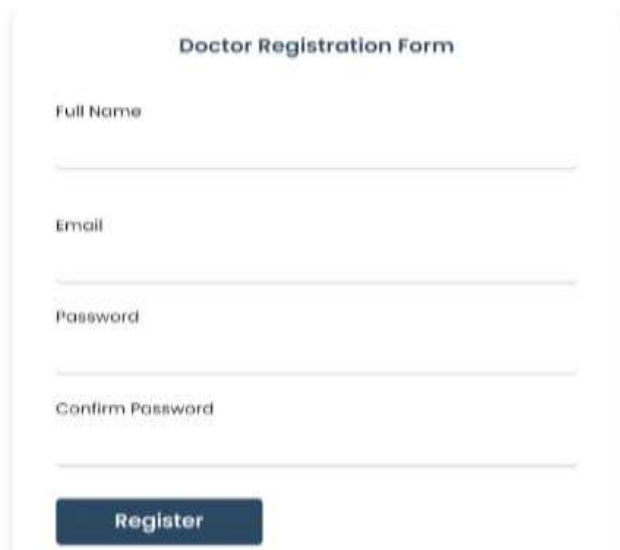 Doctor Registration Form
Full Name
Email
Password
Confirm Password
Register